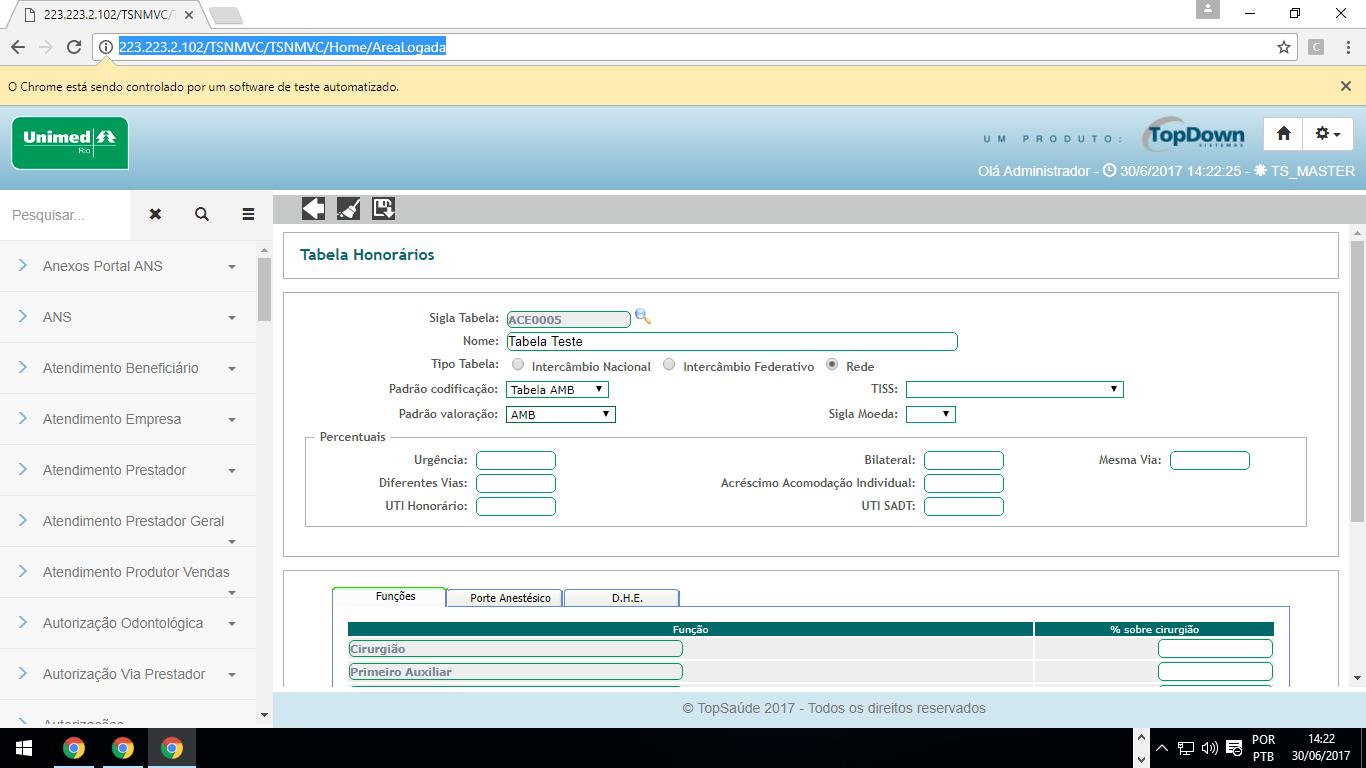 223.223.2.102/TSNMVC/T
223.223.2.102/TSNMVC/TSNMVC/Home/AreaLogada
C
O Chrome está sendo controlado por um software de teste automatizado.
Unimed
Rio
UM PRODUTO:
TopDown
SISTEMAS
Olá Administrador - 30/6/2017 14:22:25 - TS_MASTER
Pesquisar...
Anexos Portal ANS
ANS
Atendimento Beneficiário
Atendimento Empresa
Atendimento Prestador
Atendimento Prestador Geral
Atendimento Produtor Vendas
Autorização Odontológica
Autorização Via Prestador
Autorizações
Tabela Honorários
Sigla Tabela: ACE0005
Nome: Tabela Teste
Tipo Tabela: Intercâmbio Nacional Intercâmbio Federativo Rede
Padrão codificação: Tabela AMB TISS:
Padrão valoração: AMB Sigla Moeda:
Percentuais
Urgência: Bilateral: Mesma Via:
Diferentes Vias: Acréscimo Acomodação Individual:
UTI Honorário: UTI SADT:
Funções Porte Anestésico D.H.E.
Função % sobre cirurgião
Cirurgião
Primeiro Auxiliar
© TopSaúde 2017 - Todos os direitos reservados
POR 14:22
PTB 30/06/2017